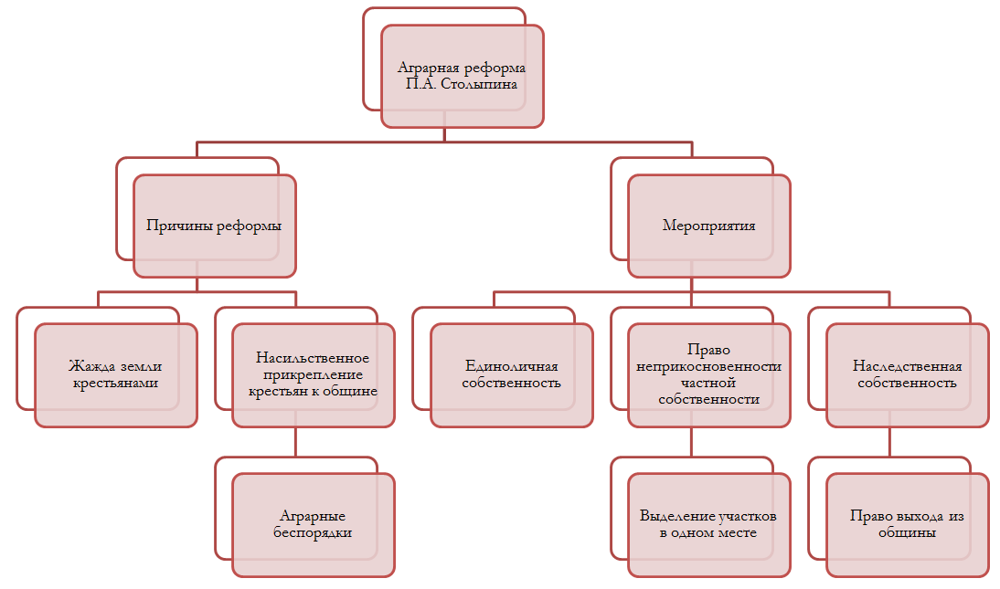 Аграрная реформа
П.А. Столыпина
Причины реформы
Мероприятия
Жажда земли
крестьянами
Насильственное
прикрепление
крестьян к общине
Единоличная
собственность
Право
неприкосновенности
частной
собственности
Наследственная
собственность
Аграрные
беспорядки
Выделение участков
в одном месте
Право выхода из
общины